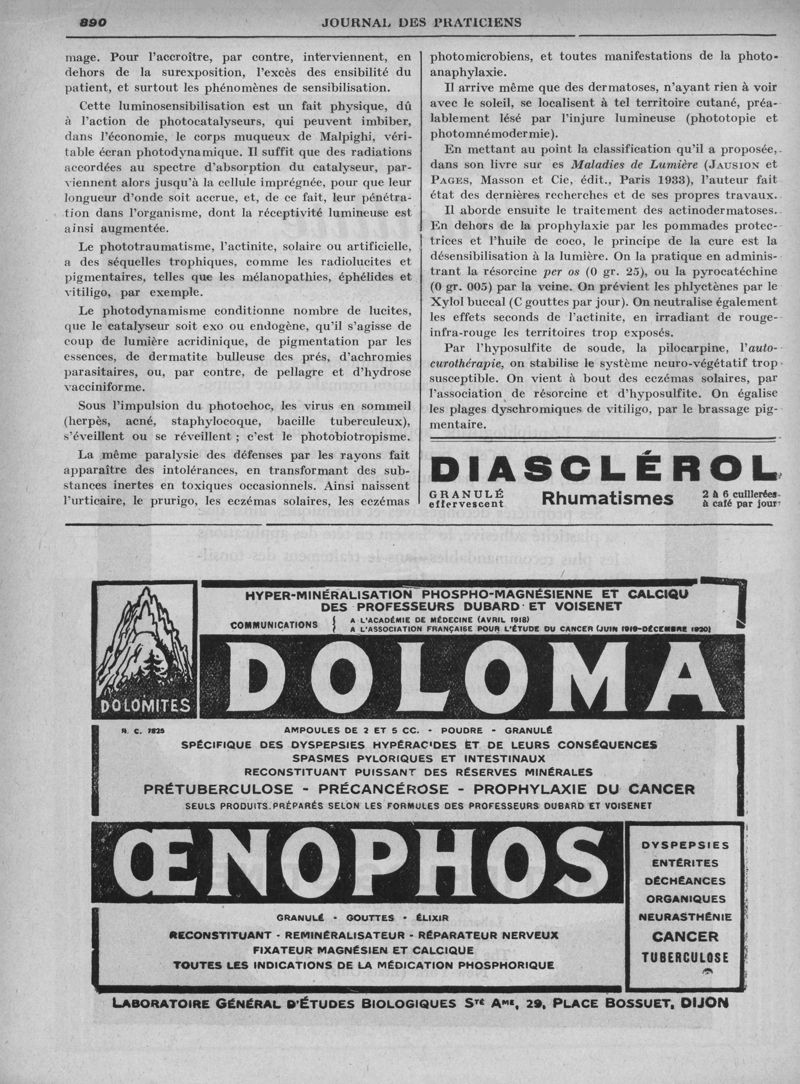 890
JOURNAL DES PRATICIENS
mage. Pour l'accroître, par contre, interviennent, en
dehors de la surexposition, l'excès des ensibilité du
patient, et surtout les phénomènes de sensibilisation.
Cette luminosensibilisation est un fait physique, dû
à l'action de photocatalyseurs, qui peuvent imbiber,
dans l'économie, le corps muqueux de Malpighi, véri-
table écran photodynamique. Il suffit que des radiations
accordées au spectre d'absorption du catalyseur, par-
viennent alors jusqu'à la cellule imprégnée, pour que leur
longueur d'onde soit accrue, et, de ce fait, leur pénétra-
tion dans l'organisme, dont la réceptivité lumineuse est
ainsi augmentée.
Le phototraumatisme, l'actinite, solaire ou artificielle,
a des séquelles trophiques, comme les radiolucites et
pigmentaires, telles que les mélanopathies, éphélides et
vitiligo, par exemple.
Le photodynamisme conditionne nombre de lucites,
que le catalyseur soit exo ou endogène, qu'il s'agisse de
coup de lumière acridinique, de pigmentation par les
essences, de dermatite bulleuse des prés, d'achromies
parasitaires, ou, par contre, de pellagre et d'hydrose
vacciniforme.
Sous l'impulsion du photochoc, les virus en sommeil
(herpès, acné, staphylocoque, bacille tuberculeux),
s'éveillent ou se réveillent ; c'est le photobiotropisme.
La même paralysie des défenses par les rayons fait
apparaître des intolérances, en transformant des sub-
stances inertes en toxiques occasionnels. Ainsi naissent
l'urticaire, le prurigo, les eczémas solaires, les eczémas
photomicrobiens, et toutes manifestations de la photo-
anaphylaxie.
Il arrive même que des dermatoses, n'ayant rien à voir
avec le soleil, se localisent à tel territoire cutané, préa-
lablement lésé par l'injure lumineuse (phototopie et
photomnémodermie).
En mettant au point la classification qu'il a proposée,
dans son livre sur es Maladies de Lumière (JAUSION et
PAGES, Masson et Cie, édit., Paris 1933), l'auteur fait
état des dernières recherches et de ses propres travaux.
Il aborde ensuite le traitement des actinodermatoses.
En dehors de la prophylaxie par les pommades protec-
trices et l'huile de coco, le principe de la cure est la
désensibilisation à la lumière. On la pratique en adminis-
trant la résorcine per os (0 gr. 25), ou la pyrocatéchine
(0 gr. 005) par la veine. On prévient les phlyctènes par le
Xylol buccal (C gouttes par jour). On neutralise également
les effets seconds de l'actinite, en irradiant de rouge-
infra-rouge les territoires trop exposés.
Par l'hyposulfite de soude, la pilocarpine, l'auto-
curothérapie, on stabilise le système neuro-végétatif trop
susceptible. On vient à bout des eczémas solaires, par
l'association de résorcine et d'hyposulfite. On égalise
les plages dyschromiques de vitiligo, par le brassage pig-
mentaire.
DIASCLÉROL
GRANULÉ
effervescent
Rhumatismes
2 à 6 cuillerées
à café par jour
HYPER-MINÉRALISATION PHOSPHO-MAGNÉSIENNE ET CALCIQU
DES PROFESSEURS DUBARD ET VOISENET
COMMUNICATIONS
A L'ACADÉMIE DE MÉDECINE (AVRIL 1918)
A L'ASSOCIATION FRANÇAISE POUR L'ÉTUDE DU CANCER (JUIN 1919-DÉCEMBRE 1920)
DOLOMITES
DOLOMA
R. C. 7825
AMPOULES DE 2 ET 5 CC. - POUDRE - GRANULÉ
SPÉCIFIQUE DES DYSPEPSIES HYPÉRACIDES ET DE LEURS CONSÉQUENCES
SPASMES PYLORIQUES ET INTESTINAUX
RECONSTITUANT PUISSANT DES RÉSERVES MINÉRALES
PRÉTUBERCULOSE - PRÉCANCÉROSE - PROPHYLAXIE DU CANCER
SEULS PRODUITS PRÉPARÉS SELON LES FORMULES DES PROFESSEURS DUBARD ET VOISENET
ŒNOPHOS
GRANULÉ - GOUTTES - ÉLIXIR
RECONSTITUANT - REMINÉRALISATEUR - RÉPARATEUR NERVEUX
FIXATEUR MAGNÉSIEN ET CALCIQUE
TOUTES LES INDICATIONS DE LA MÉDICATION PHOSPHORIQUE
DYSPEPSIES
ENTÉRITES
DÉCHÉANCES
ORGANIQUES
NEURASTHÉNIE
CANCER
TUBERCULOSE
LABORATOIRE GÉNÉRAL D'ÉTUDES BIOLOGIQUES STÉ AME, 29, PLACE BOSSUET, DIJON